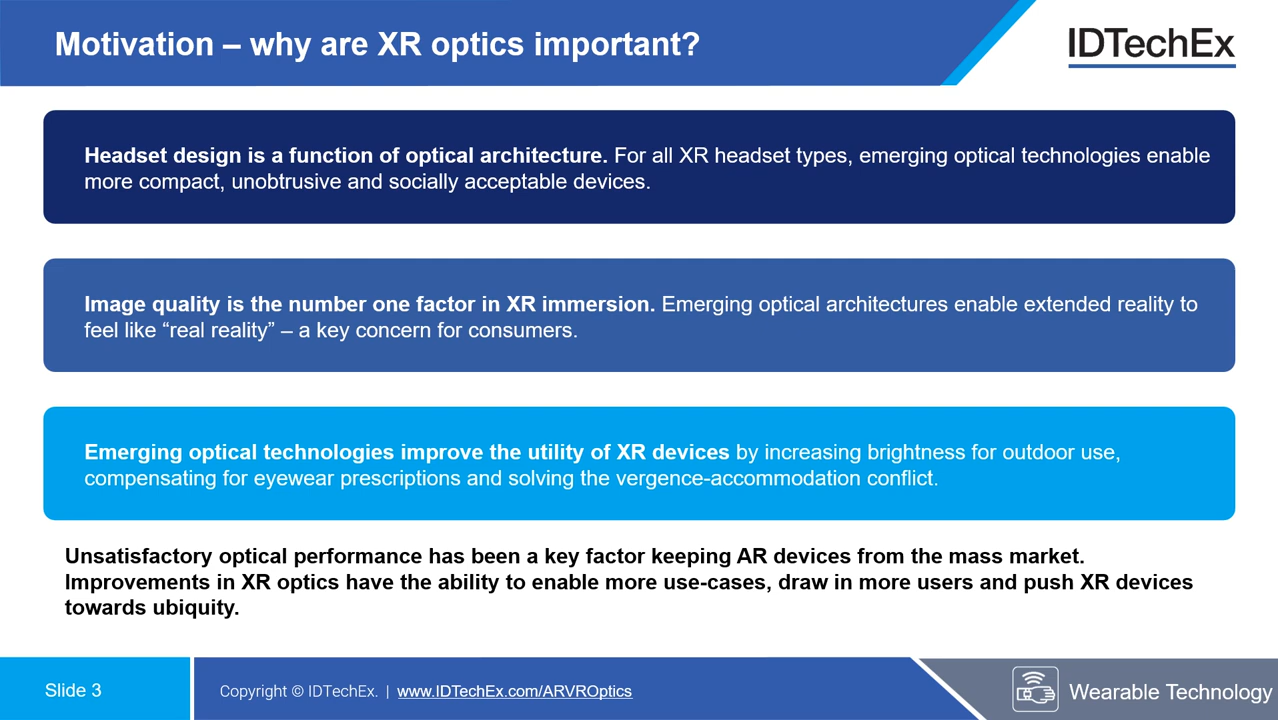 Motivation – why are XR optics important?
IDTechEx
Headset design is a function of optical architecture. For all XR headset types, emerging optical technologies enable
more compact, unobtrusive and socially acceptable devices.
Image quality is the number one factor in XR immersion. Emerging optical architectures enable extended reality to
feel like “real reality” – a key concern for consumers.
Emerging optical technologies improve the utility of XR devices by increasing brightness for outdoor use,
compensating for eyewear prescriptions and solving the vergence-accommodation conflict.
Unsatisfactory optical performance has been a key factor keeping AR devices from the mass market.
Improvements in XR optics have the ability to enable more use-cases, draw in more users and push XR devices
towards ubiquity.
Slide 3
Copyright © IDTechEx. | www.IDTechEx.com/ARVROptics
Wearable Technology